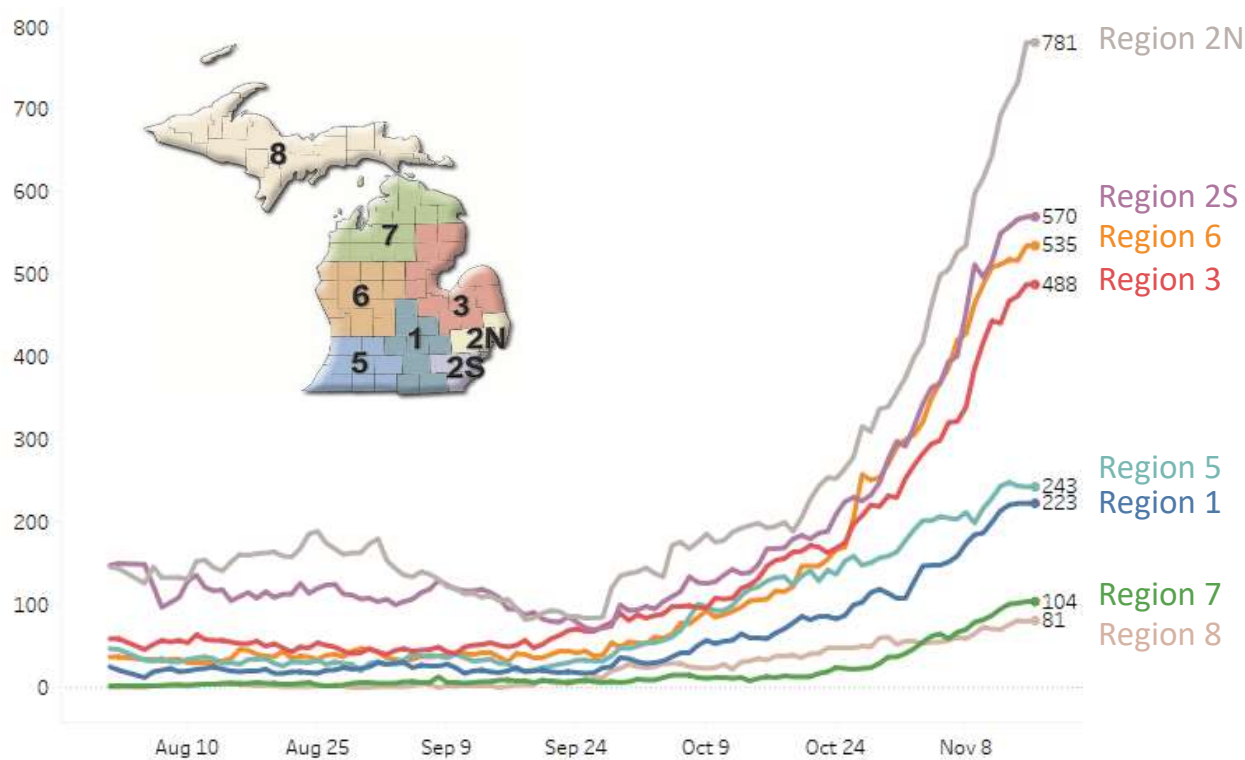 800
700
600
500
400
300
200
100
0
8
7
6
3
1
2N
5
2S
781 Region 2N
570 Region 2S
535 Region 6
488 Region 3
243 Region 5
223 Region 1
104 Region 7
81 Region 8
Aug 10 Aug 25 Sep 9 Sep 24 Oct 9 Oct 24 Nov 8